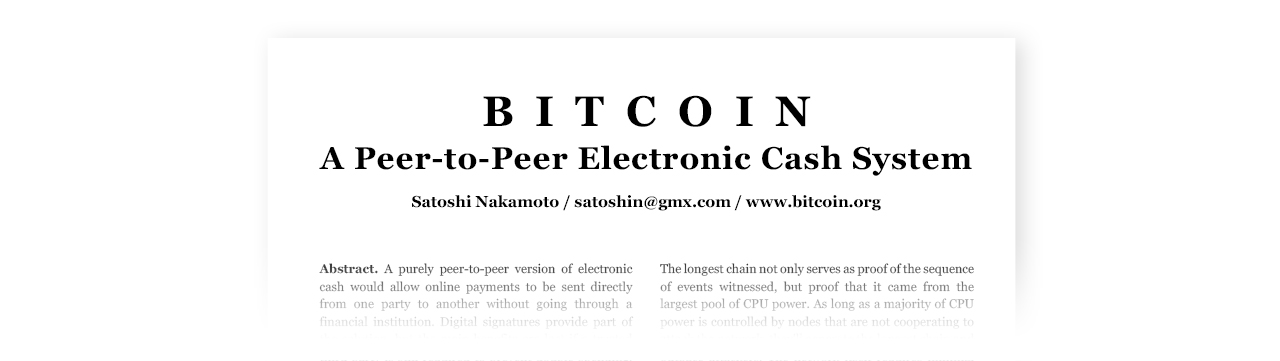 BITCOIN
A Peer-to-Peer Electronic Cash System
Satoshi Nakamoto / satoshin@gmx.com / www.bitcoin.org
Abstract. A purely peer-to-peer version of electronic
cash would allow online payments to be sent directly
from one party to another without going through a
financial institution. Digital signatures provide part of
The longest chain not only serves as proof of the sequence
of events witnessed, but proof that it came from the
largest pool of CPU power. As long as a majority of CPU
power is controlled by nodes that are not cooperating to